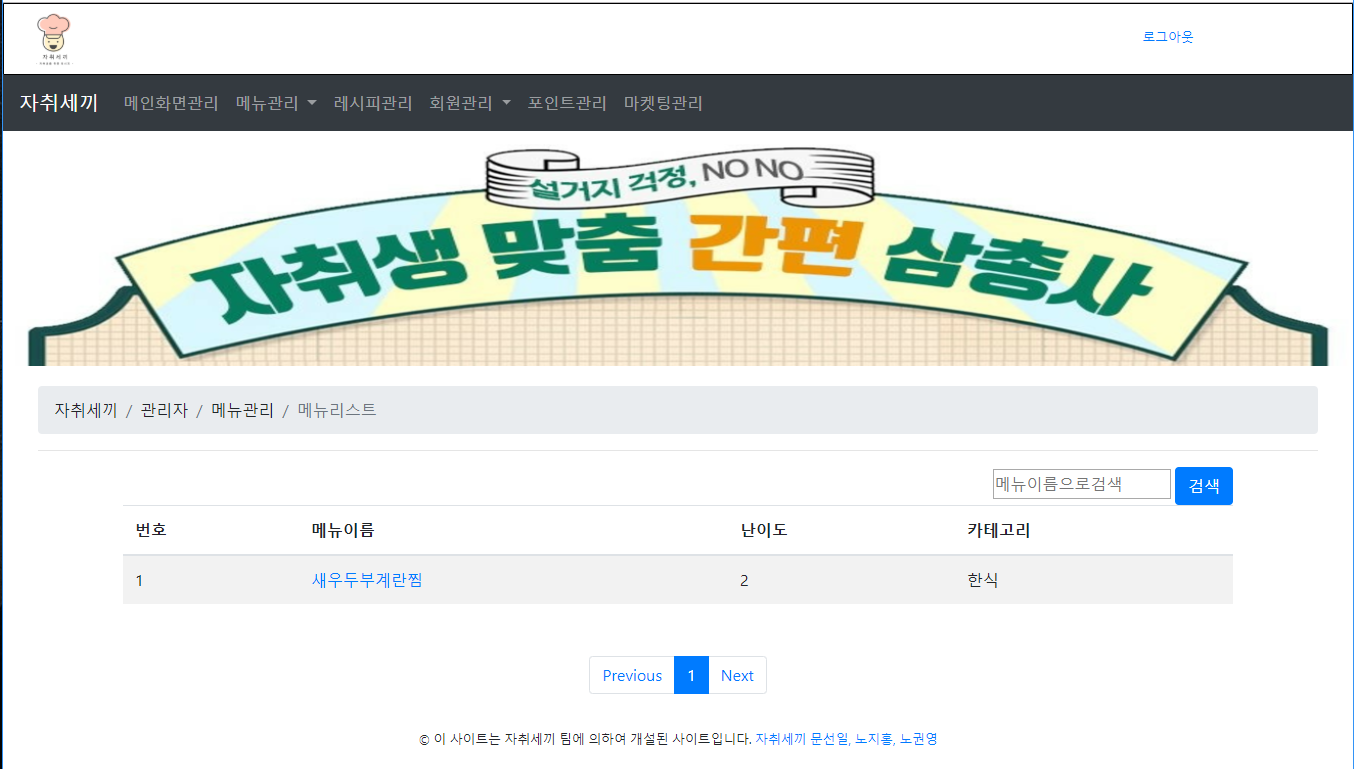 자취세끼
로그아웃
자취세끼 메인화면관리 메뉴관리 레시피관리 회원관리 포인트관리 마켓팅관리
설거지 걱정, NO NO
자취생 맞춤 간편 삼총사
자취세끼 / 관리자 / 메뉴관리 / 메뉴리스트
메뉴이름으로검색 검색
번호 메뉴이름 난이도 카테고리
1 새우두부계란찜 2 한식
Previous 1 Next
© 이 사이트는 자취세끼 팀에 의하여 개설된 사이트입니다. 자취세끼 문선일, 노지홍, 노권영